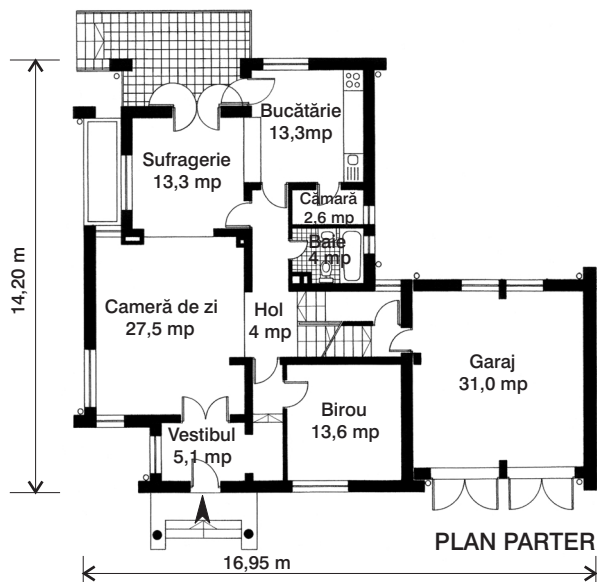 Bucătărie
13,3mp
Sufragerie
13,3 mp
Cămară
2,6 mp
Baie
4 mp
14,20 m
Cameră de zi
27,5 mp
Hol
4 mp
Garaj
31,0 mp
Birou
13,6 mp
Vestibul
5,1 mp
PLAN PARTER
16,95 m